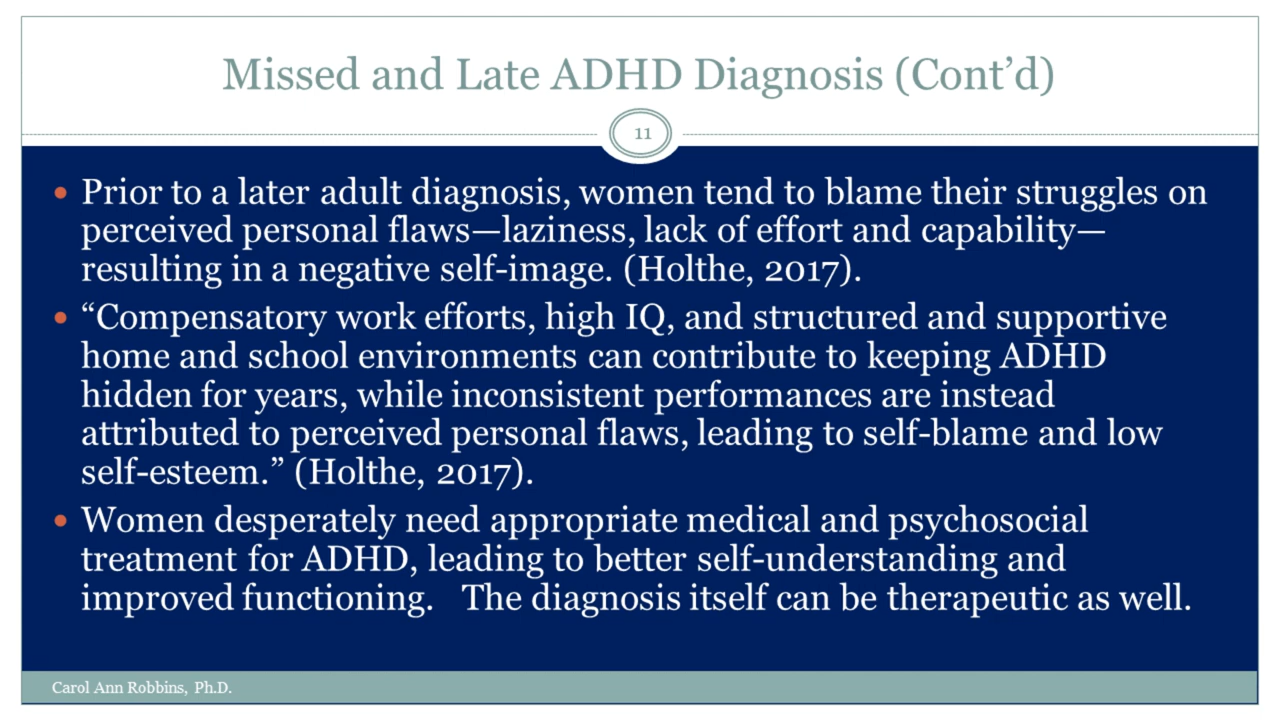 Missed and Late ADHD Diagnosis (Cont’d)
11
• Prior to a later adult diagnosis, women tend to blame their struggles on
perceived personal flaws—laziness, lack of effort and capability—
resulting in a negative self-image. (Holthe, 2017).
• “Compensatory work efforts, high IQ, and structured and supportive
home and school environments can contribute to keeping ADHD
hidden for years, while inconsistent performances are instead
attributed to perceived personal flaws, leading to self-blame and low
self-esteem.” (Holthe, 2017).
• Women desperately need appropriate medical and psychosocial
treatment for ADHD, leading to better self-understanding and
improved functioning.   The diagnosis itself can be therapeutic as well.
Carol Ann Robbins, Ph.D.